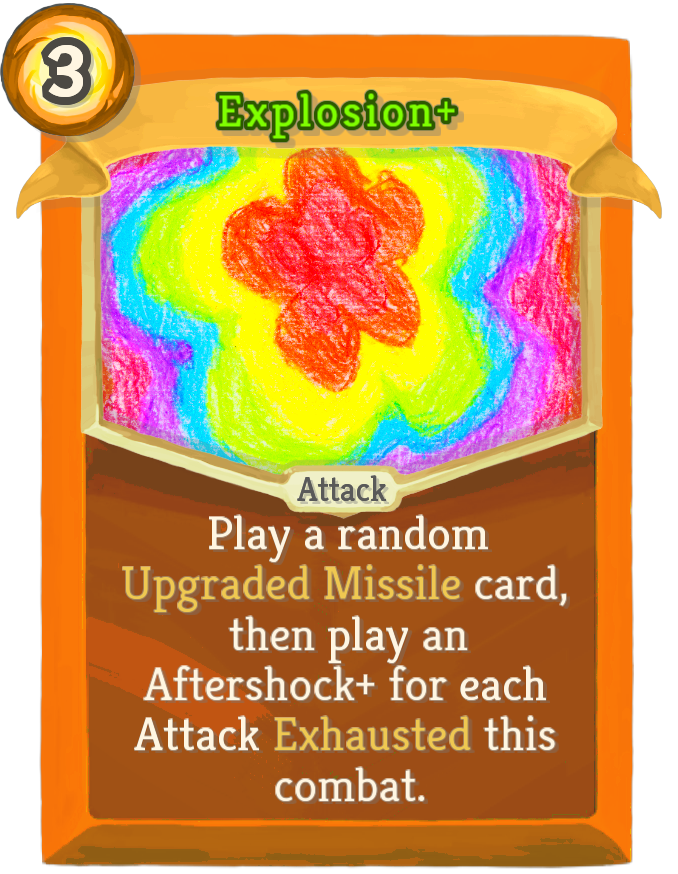 3
Explosion+
Attack
Play a random
Upgraded Missile card,
then play an
Aftershock+ for each
Attack Exhausted this
combat.